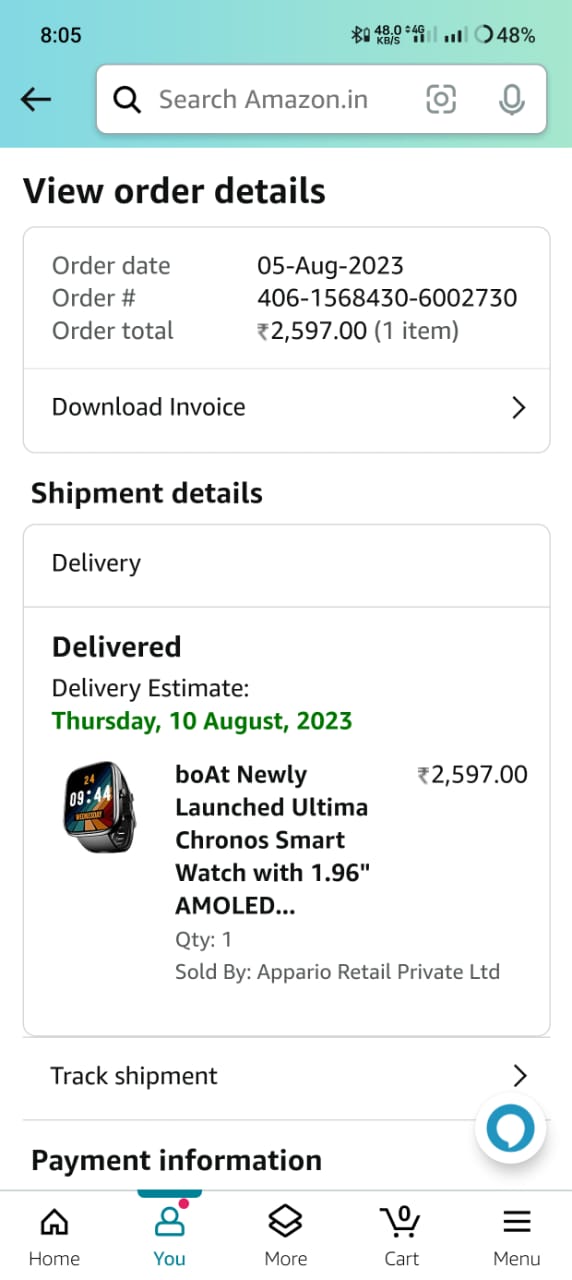 8:05
48.0 KB/S 4G 48%
Search Amazon.in
View order details
Order date 05-Aug-2023
Order # 406-1568430-6002730
Order total ₹2,597.00 (1 item)
Download Invoice
Shipment details
Delivery
Delivered
Delivery Estimate:
Thursday, 10 August, 2023
24
09:44
WEDNESDAY
boAt Newly ₹2,597.00
Launched Ultima
Chronos Smart
Watch with 1.96"
AMOLED...
Qty: 1
Sold By: Appario Retail Private Ltd
Track shipment
Payment information
0
Home You More Cart Menu